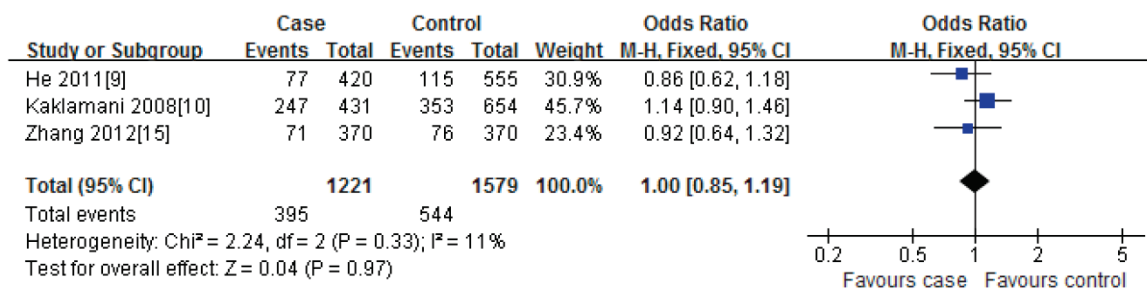 Case Control Odds Ratio Odds Ratio
Study or Subgroup Events Total Events Total Weight M-H, Fixed, 95% CI M-H, Fixed, 95% CI
He 2011[9] 77 420 115 555 30.9% 0.86 [0.62, 1.18]
Kaklamani 2008[10] 247 431 353 654 45.7% 1.14 [0.90, 1.46]
Zhang 2012[15] 71 370 76 370 23.4% 0.92 [0.64, 1.32]
Total (95% CI) 1221 1579 100.0% 1.00 [0.85, 1.19]
Total events 395 544
Heterogeneity: Chi² = 2.24, df = 2 (P = 0.33); I² = 11%
Test for overall effect: Z = 0.04 (P = 0.97)
0.2 0.5 1 2 5
Favours case Favours control